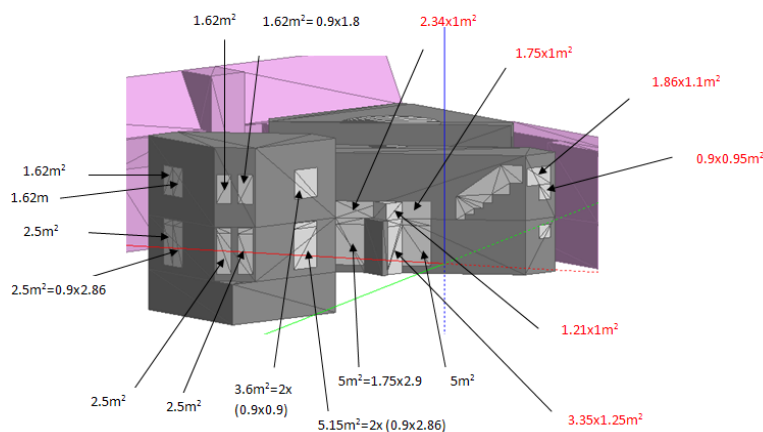 1.62m² 1.62m²= 0.9x1.8 2.34x1m²
1.75x1m²
1.86x1.1m²
0.9x0.95m²
1.62m²
1.62m
2.5m²
2.5m²=0.9x2.86
1.21x1m²
2.5m² 2.5m² 3.6m²=2x
(0.9x0.9)
5m²=1.75x2.9 5m²
5.15m²=2x (0.9x2.86)
3.35x1.25m²